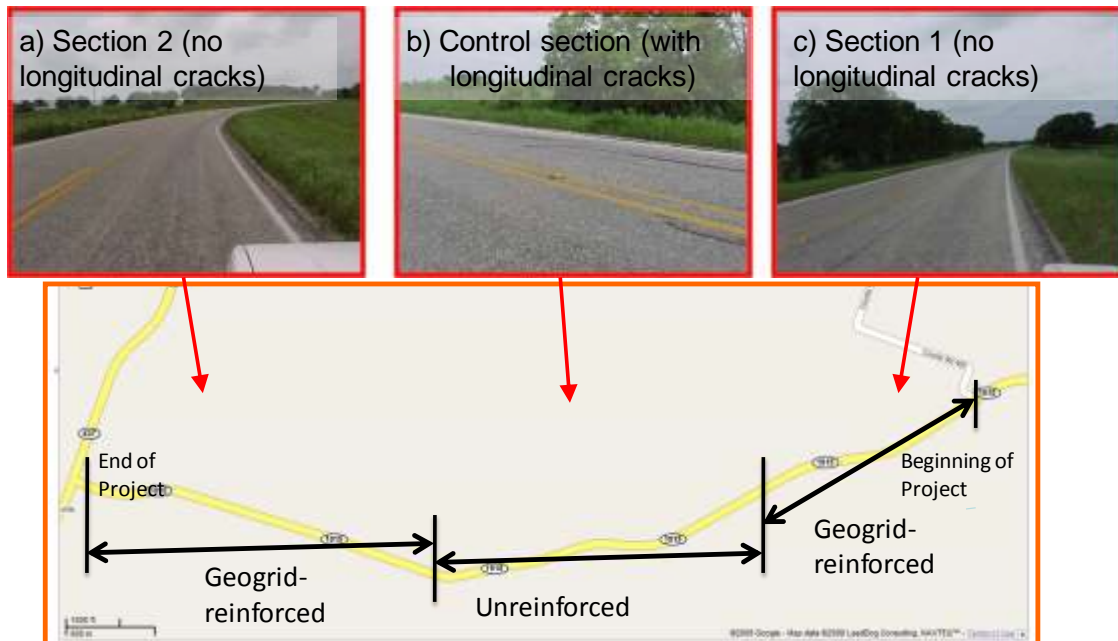 a) Section 2 (no
longitudinal cracks)
b) Control section (with
longitudinal cracks)
c) Section 1 (no
longitudinal cracks)
End of
Project
Beginning of
Project
Geogrid-
reinforced
Unreinforced
Geogrid-
reinforced